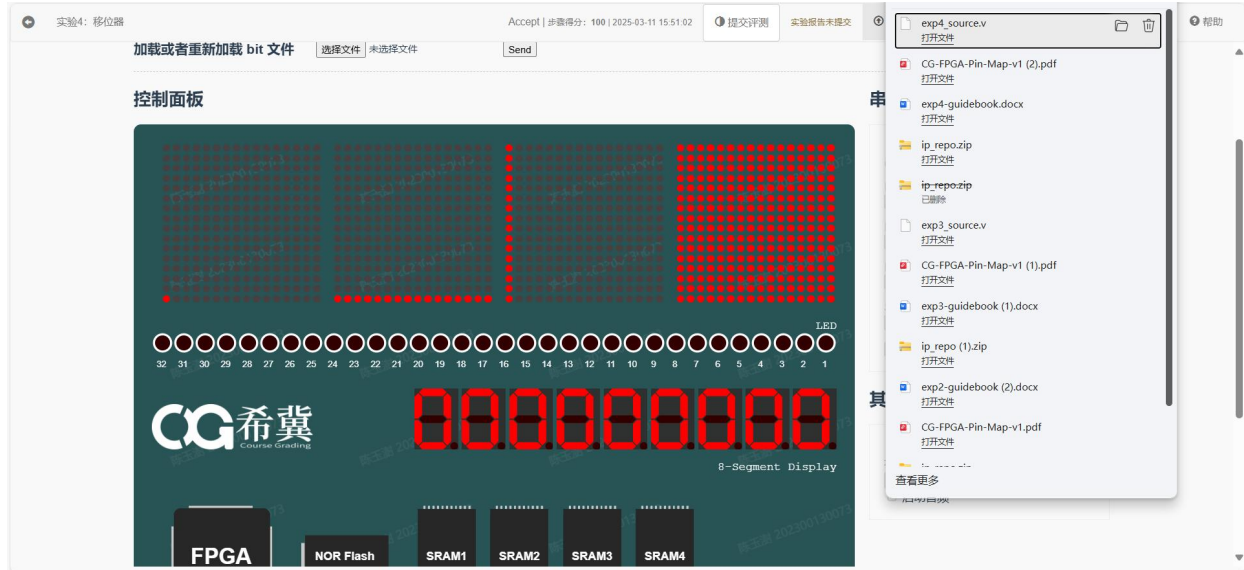 实验4：移位器
Accept | 步骤得分：100 | 2025-03-11 15:51:02
提交评测
实验报告未提交
帮助
加载或者重新加载 bit 文件
选择文件
未选择文件
Send
控制面板
串
LED
32 31 30 29 28 27 26 25 24 23 22 21 20 19 18 17 16 15 14 13 12 11 10 9 8 7 6 5 4 3 2 1
CG希冀
Course Grading
00000000
8-Segment Display
其
FPGA
NOR Flash
SRAM1
SRAM2
SRAM3
SRAM4
启动音频
exp4_source.v
打开文件
CG-FPGA-Pin-Map-v1 (2).pdf
打开文件
exp4-guidebook.docx
打开文件
ip_repo.zip
打开文件
ip_repo.zip
已删除
exp3_source.v
打开文件
CG-FPGA-Pin-Map-v1 (1).pdf
打开文件
exp3-guidebook (1).docx
打开文件
ip_repo (1).zip
打开文件
exp2-guidebook (2).docx
打开文件
CG-FPGA-Pin-Map-v1.pdf
打开文件
查看更多